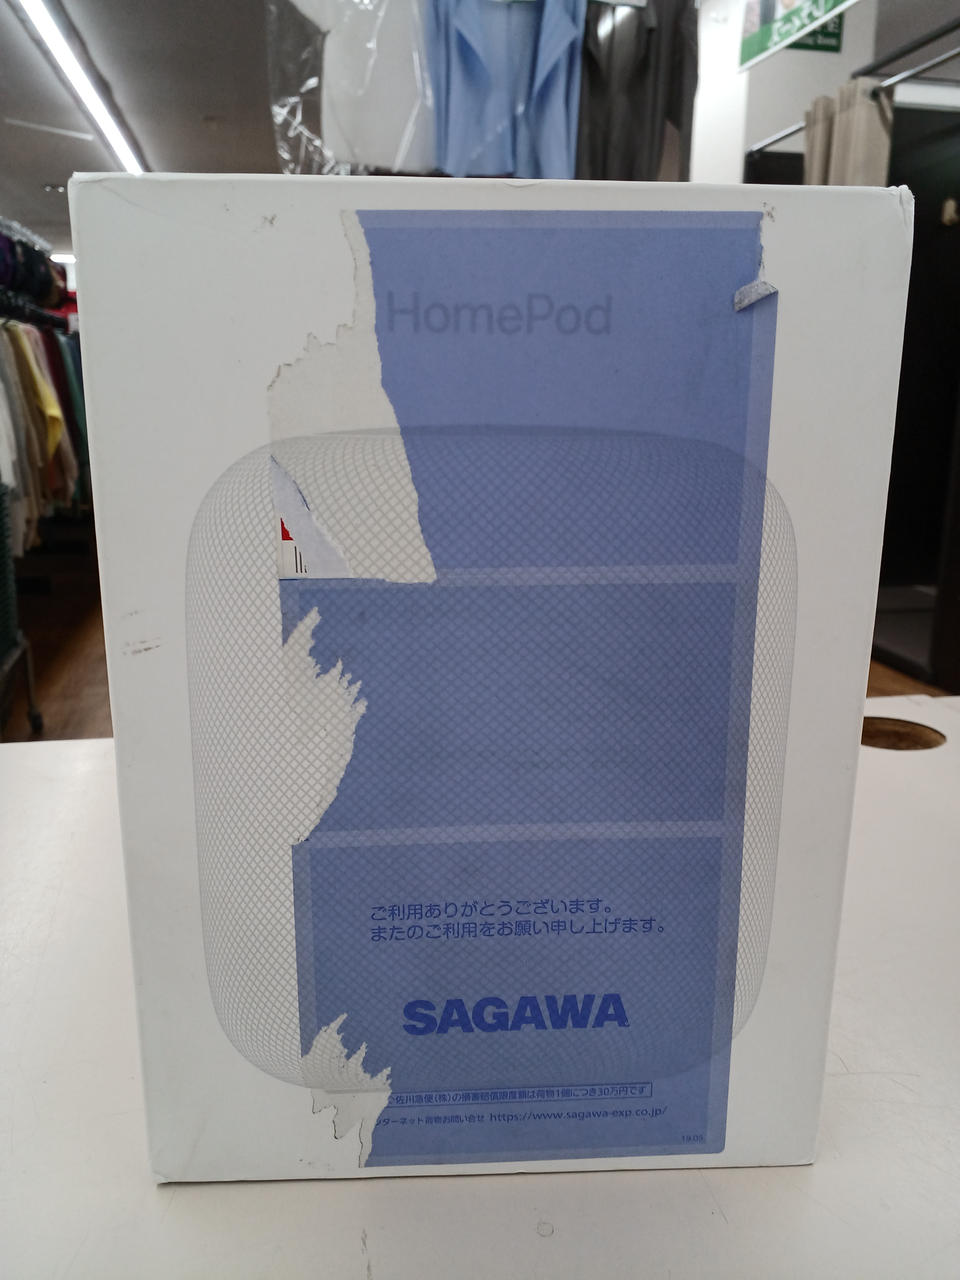 HomePod
ご利用ありがとうございます。
またのご利用をお願い申し上げます。
SAGAWA
佐川急便(株)の損害賠償限度額は荷物1個につき30万円です
ターネット荷物お問い合せ https://www.sagawa-exp.co.jp/
19.05